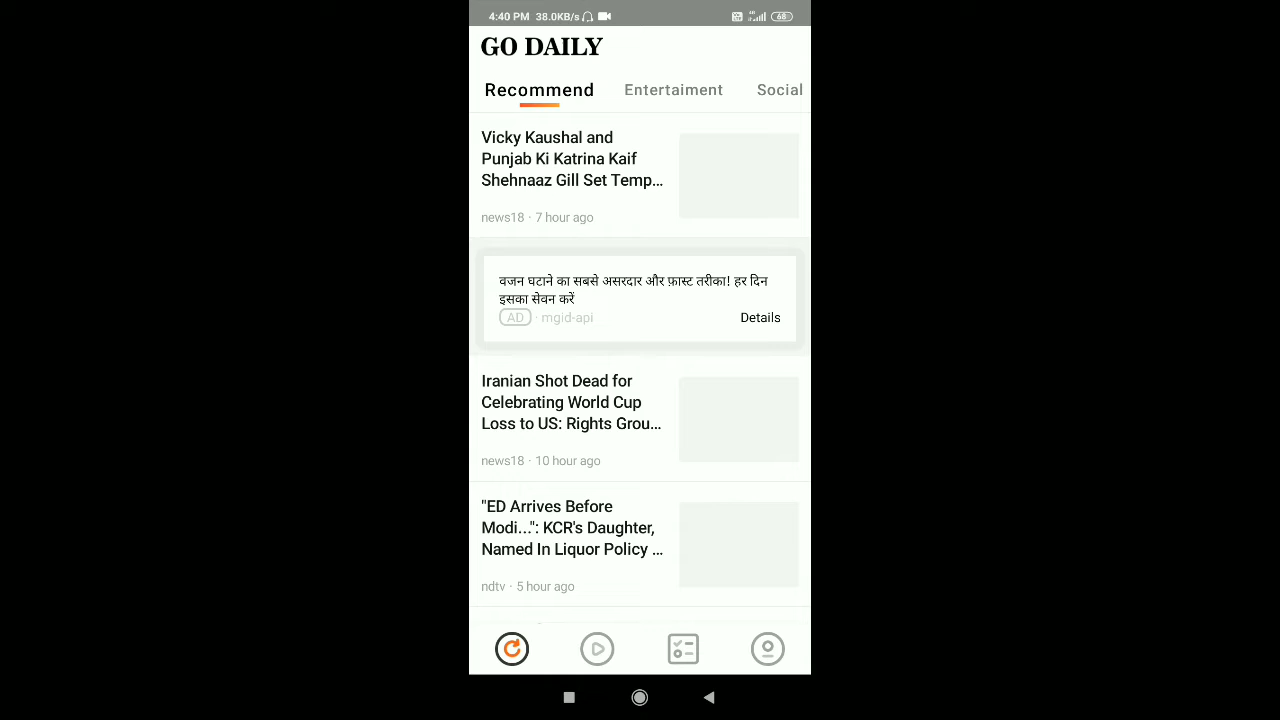 4:40 PM 38.0KB/s 68
GO DAILY
Recommend Entertaiment Social
Vicky Kaushal and
Punjab Ki Katrina Kaif
Shehnaaz Gill Set Temp...
news18 · 7 hour ago
वजन घटाने का सबसे असरदार और फ़ास्ट तरीका! हर दिन
इसका सेवन करें
AD · mgid-api Details
Iranian Shot Dead for
Celebrating World Cup
Loss to US: Rights Grou...
news18 · 10 hour ago
"ED Arrives Before
Modi...": KCR's Daughter,
Named In Liquor Policy ...
ndtv · 5 hour ago